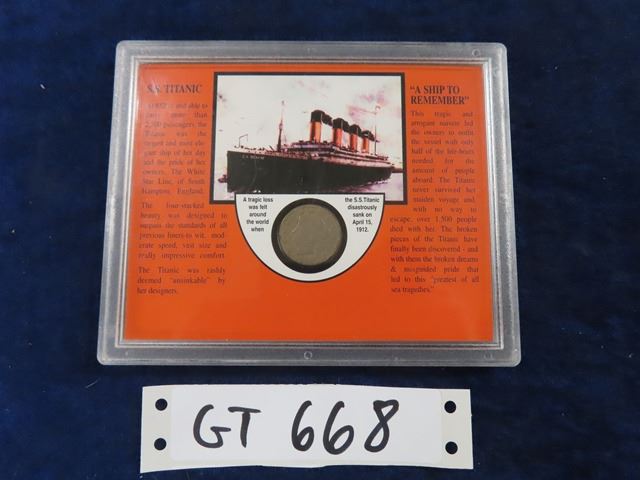 S.S. TITANIC
2,500 passengers, the
Titanic was the
largest and most ele-
gant ship of her day
and the pride of her
owners, The White
Star Line, of South
Hampton, England.
The four-stacked
beauty was designed to
surpass the standards of all
previous liners-to wit, mod-
erate speed, vast size and
trully impressive comfort
The Titanic was rashly
deemed "unsinkable" by
her designers.
A tragic loss
was felt
around
the world
when
the S.S.Titanic
disastrously
sank on
April 15,
1912.
"A SHIP TO
REMEMBER"
This tragic and
arrogant naivete led
the owners to outfit
the vessel with only
half of the life-boats
needed for the
amount of people
aboard. The Titanic
never survived her
maiden voyage and
with no way to
escape, over 1,500 people
died with her. The broken
pieces of the Titanic have
finally been discovered - and
with them the broken dreams
& misguided pride that
led to this "greatest of all
sea tragedies."
GT 668